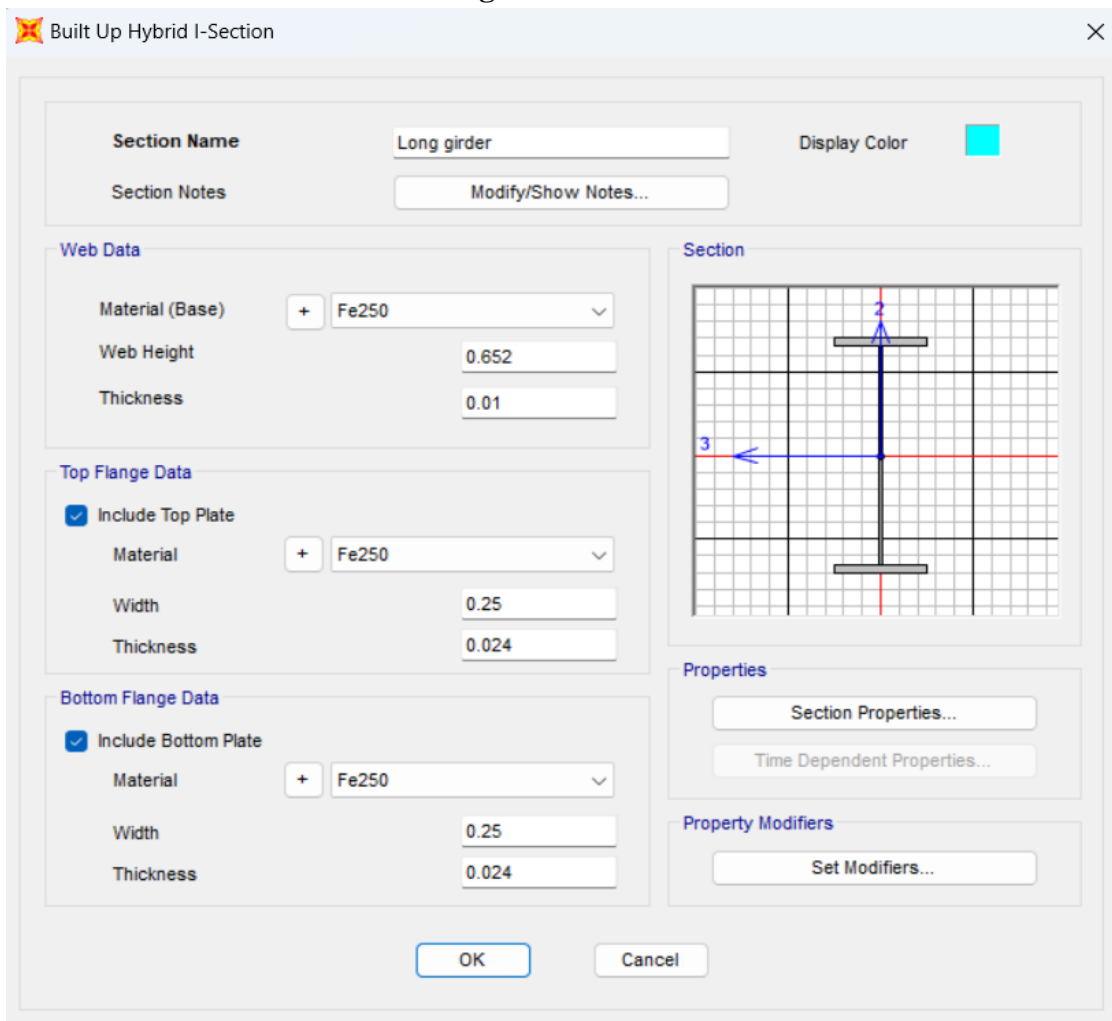 Built Up Hybrid I-Section
Section Name
Long girder
Display Color
Section Notes
Modify/Show Notes...
Web Data
Material (Base)
+
Fe250
Web Height
0.652
Thickness
0.01
Top Flange Data
Include Top Plate
Material
+
Fe250
Width
0.25
Thickness
0.024
Bottom Flange Data
Include Bottom Plate
Material
+
Fe250
Width
0.25
Thickness
0.024
Section
2
3
Properties
Section Properties...
Time Dependent Properties...
Property Modifiers
Set Modifiers...
OK
Cancel